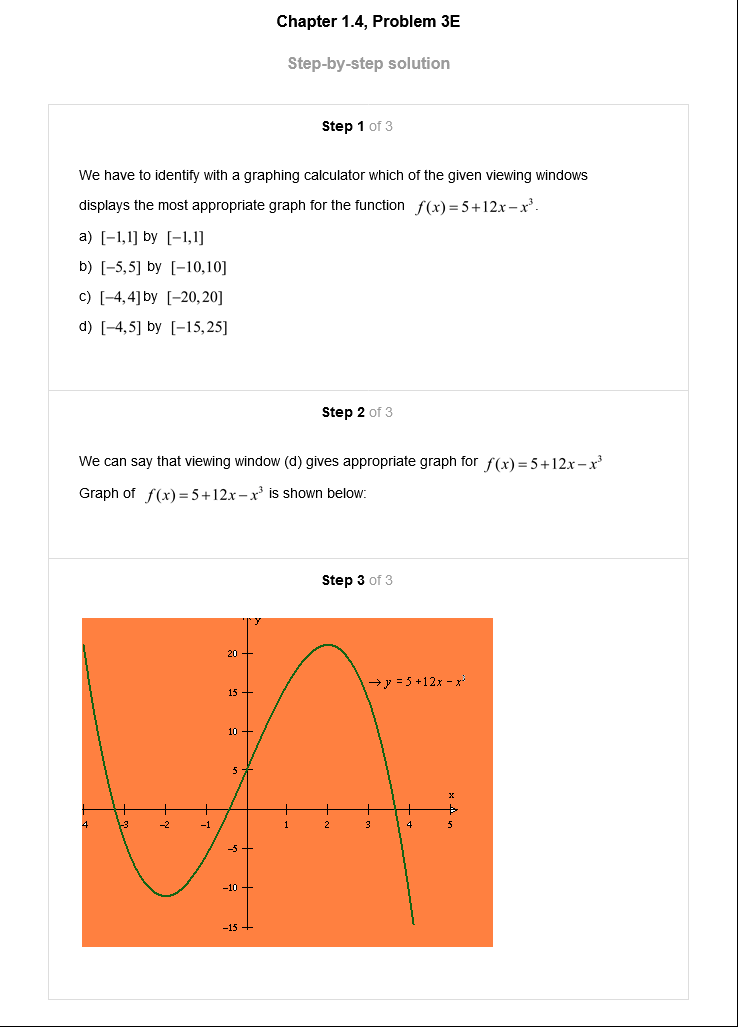 Chapter 1.4, Problem 3E
Step-by-step solution
Step 1 of 3
We have to identify with a graphing calculator which of the given viewing windows
displays the most appropriate graph for the function f(x)=5+12x−x³.
a) [−1,1] by [−1,1]
b) [−5,5] by [−10,10]
c) [−4,4] by [−20,20]
d) [−4,5] by [−15,25]
Step 2 of 3
We can say that viewing window (d) gives appropriate graph for f(x)=5+12x−x³
Graph of f(x)=5+12x−x³ is shown below:
Step 3 of 3
y
20
→ y = 5 +12x − x³
15
10
5
x
4 −3 −2 −1 1 2 3 4 5
−5
−10
−15